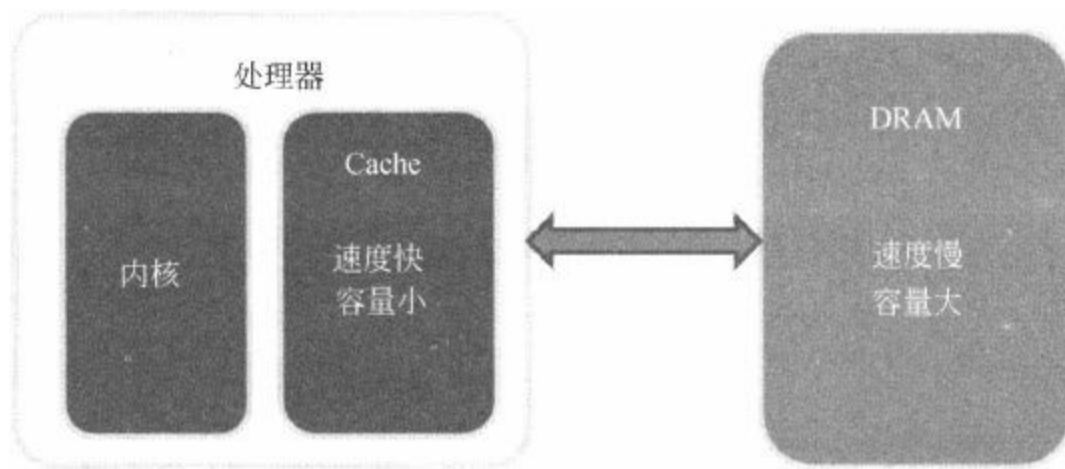 处理器
内核
Cache
速度快
容量小
DRAM
速度慢
容量大